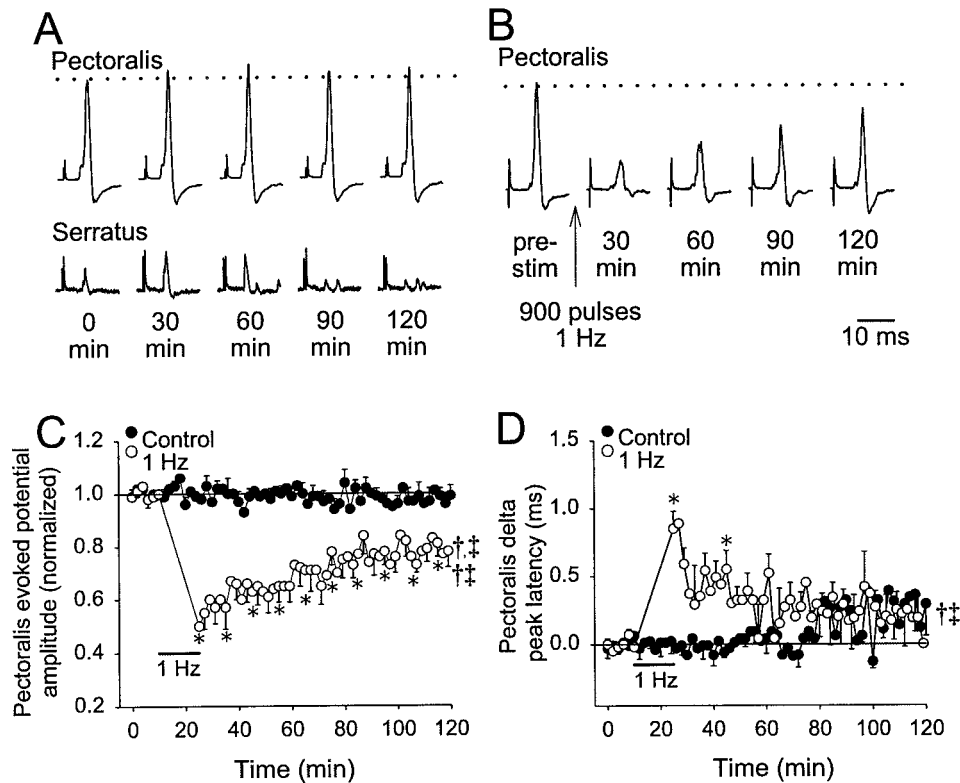 A
Pectoralis
Serratus
0 30 60 90 120
min min min min min
B
Pectoralis
pre- 30 60 90 120
stim min min min min
900 pulses
1 Hz
10 ms
C
Control
1 Hz
1.2
1.0
0.8
0.6
0.4
0.2
Pectoralis evoked potential
amplitude (normalized)
* * * * * * * * *
†,‡
†‡
1 Hz
0 20 40 60 80 100 120
Time (min)
D
Control
1 Hz
1.5
1.0
0.5
0.0
Pectoralis delta
peak latency (ms)
* *
†‡
1 Hz
0 20 40 60 80 100 120
Time (min)